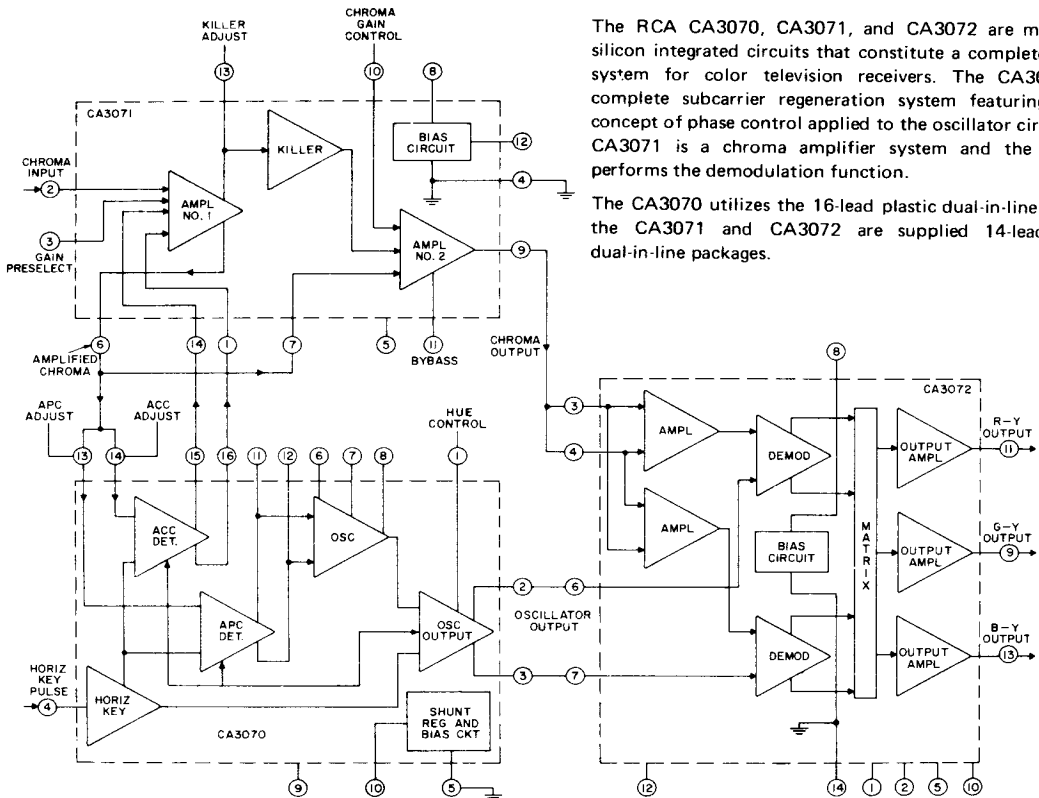 The RCA CA3070, CA3071, and CA3072 are
silicon integrated circuits that constitute a complete
system for color television receivers. The
complete subcarrier regeneration system featuring
concept of phase control applied to the oscillator
CA3071 is a chroma amplifier system and the
performs the demodulation function.
The CA3070 utilizes the 16-lead plastic dual-in-line
the CA3071 and CA3072 are supplied 14-lead
dual-in-line packages.
KILLER
ADJUST
13
CHROMA
GAIN
CONTROL
10
8
CA3071
KILLER
BIAS
CIRCUIT
12
4
CHROMA
INPUT
2
AMPL
NO. 1
3
GAIN
PRESELECT
AMPL
NO. 2
9
6
14
1
7
5
11
BYBASS
AMPLIFIED
CHROMA
CHROMA
OUTPUT
APC
ADJUST
ACC
ADJUST
13
14
15
16
11
12
6
7
8
HUE
CONTROL
1
ACC
DET.
OSC
APC
DET.
OSC
OUTPUT
2
6
OSCILLATOR
OUTPUT
3
7
HORIZ
KEY
PULSE
4
HORIZ
KEY
CA3070
SHUNT
REG AND
BIAS CKT
9
10
5
8
CA3072
3
4
AMPL
AMPL
DEMOD
BIAS
CIRCUIT
DEMOD
MATRIX
OUTPUT
AMPL
R-Y
OUTPUT
11
OUTPUT
AMPL
G-Y
OUTPUT
9
OUTPUT
AMPL
B-Y
OUTPUT
13
12
14
1
2
5
10